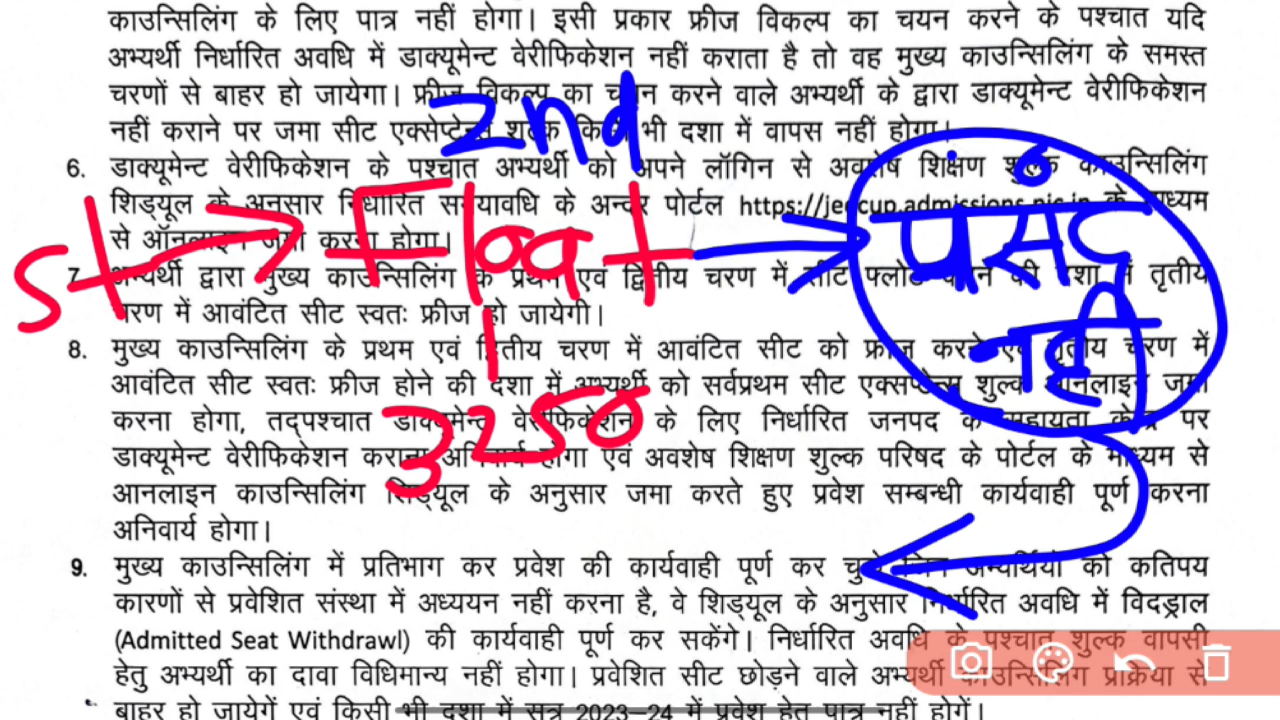 काउन्सिलिंग के लिए पात्र नहीं होगा। इसी प्रकार फ्रीज विकल्प का चयन करने के पश्चात यदि
अभ्यर्थी निर्धारित अवधि में डाक्यूमेन्ट वेरीफिकेशन नहीं कराता है तो वह मुख्य काउन्सिलिंग के समस्त
चरणों से बाहर हो जायेगा। फ्रीज विकल्प का चयन करने वाले अभ्यर्थी के द्वारा डाक्यूमेन्ट वेरीफिकेशन
नहीं कराने पर जमा सीट एक्सेप्टेन्स शुल्क किसी भी दशा में वापस नहीं होगा।
2nd
6. डाक्यूमेन्ट वेरीफिकेशन के पश्चात अभ्यर्थी को अपने लॉगिन से अवशेष शिक्षण शुल्क काउन्सिलिंग
शिड्यूल के अनुसार निर्धारित समयावधि के अन्दर पोर्टल https://jeecup.admissions.nic.in के माध्यम
से ऑनलाइन जमा करना होगा।
st
Float
पसंद
नही
7. अभ्यर्थी द्वारा मुख्य काउन्सिलिंग के प्रथम एवं द्वितीय चरण में सीट फ्लोट करने की दशा में तृतीय
चरण में आवंटित सीट स्वतः फ्रीज हो जायेगी।
8. मुख्य काउन्सिलिंग के प्रथम एवं द्वितीय चरण में आवंटित सीट को फ्रीज करने एवं तृतीय चरण में
आवंटित सीट स्वतः फ्रीज होने की दशा में अभ्यर्थी को सर्वप्रथम सीट एक्सेप्टेन्स शुल्क ऑनलाइन जमा
करना होगा, तद्पश्चात डाक्यूमेन्ट वेरीफिकेशन के लिए निर्धारित जनपद के सहायता केन्द्र पर
3250
डाक्यूमेन्ट वेरीफिकेशन कराना अनिवार्य होगा एवं अवशेष शिक्षण शुल्क परिषद के पोर्टल के माध्यम से
आनलाइन काउन्सिलिंग शिड्यूल के अनुसार जमा करते हुए प्रवेश सम्बन्धी कार्यवाही पूर्ण करना
अनिवार्य होगा।
9. मुख्य काउन्सिलिंग में प्रतिभाग कर प्रवेश की कार्यवाही पूर्ण कर चुके जिन अभ्यर्थियों को कतिपय
कारणों से प्रवेशित संस्था में अध्ययन नहीं करना है, वे शिड्यूल के अनुसार निर्धारित अवधि में विदड्राल
(Admitted Seat Withdrawl) की कार्यवाही पूर्ण कर सकेंगे। निर्धारित अवधि के पश्चात शुल्क वापसी
हेतु अभ्यर्थी का दावा विधिमान्य नहीं होगा। प्रवेशित सीट छोड़ने वाले अभ्यर्थी काउन्सिलिंग प्रक्रिया से
बाहर हो जायेगें एवं किसी भी दशा में सत्र 2023–24 में प्रवेश हेतु पात्र नहीं होगें।